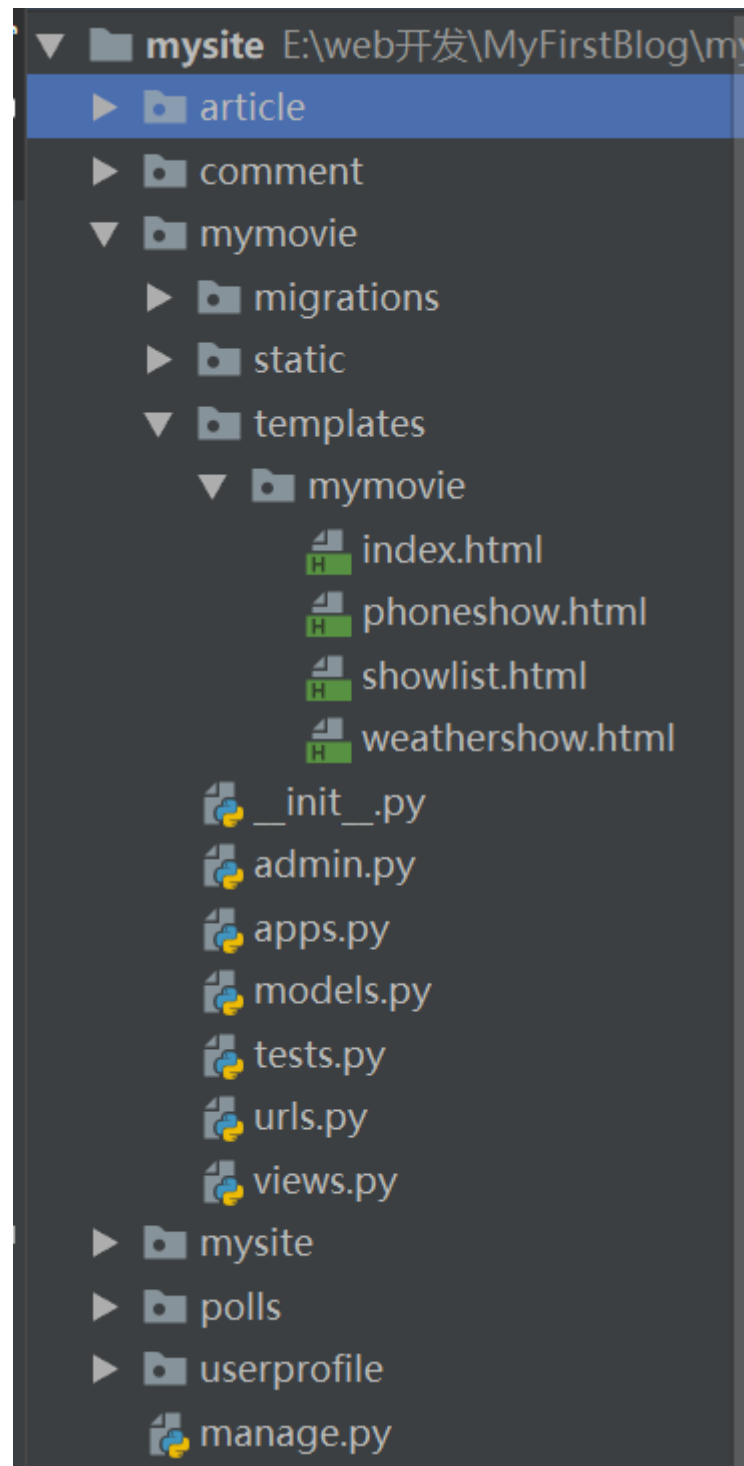 mysite E:\web开发\MyFirstBlog\my
article
comment
mymovie
migrations
static
templates
mymovie
index.html
phoneshow.html
showlist.html
weathershow.html
__init__.py
admin.py
apps.py
models.py
tests.py
urls.py
views.py
mysite
polls
userprofile
manage.py